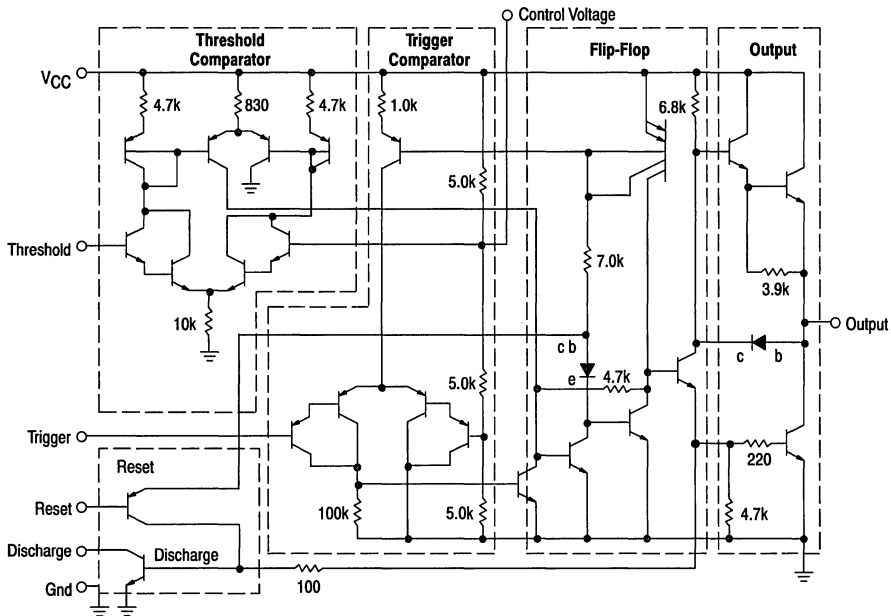 Control Voltage
Threshold
Comparator
Trigger
Comparator
Flip-Flop
Output
VCC
4.7k
830
4.7k
1.0k
6.8k
5.0k
Threshold
7.0k
3.9k
10k
Output
c b
c
b
5.0k
e
4.7k
Trigger
220
Reset
Reset
100k
5.0k
4.7k
Discharge
Discharge
Gnd
100